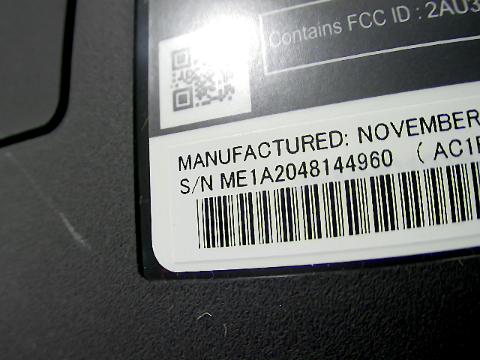 Contains FCC ID : 2AU3
MANUFACTURED: NOVEMBER
S/N ME1A2048144960 ( AC1